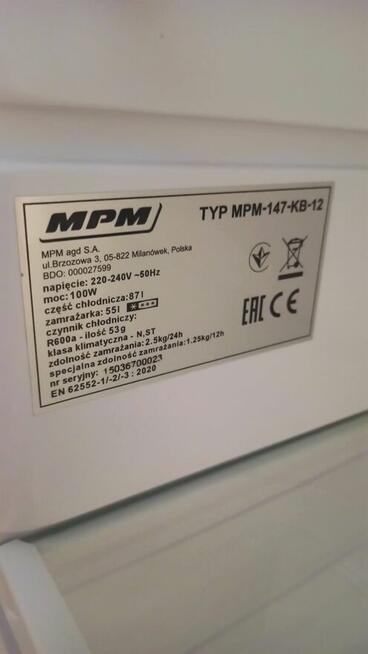 MPM
TYP MPM-147-KB-12
MPM agd S.A.
ul.Brzozowa 3, 05-822 Milanówek, Polska
BDO: 000027599
napięcie: 220-240V ~50Hz
moc: 100W
część chłodnicza:87 l
zamrażarka: 55l
czynnik chłodniczy:
R600a - ilość 53g
klasa klimatyczna - N,ST
zdolność zamrażania: 2.5kg/24h
specjalna zdolność zamrażania: 1.25kg/12h
nr seryjny: 15036700023
EN 62552-1/-2/-3 : 2020
EAC CE